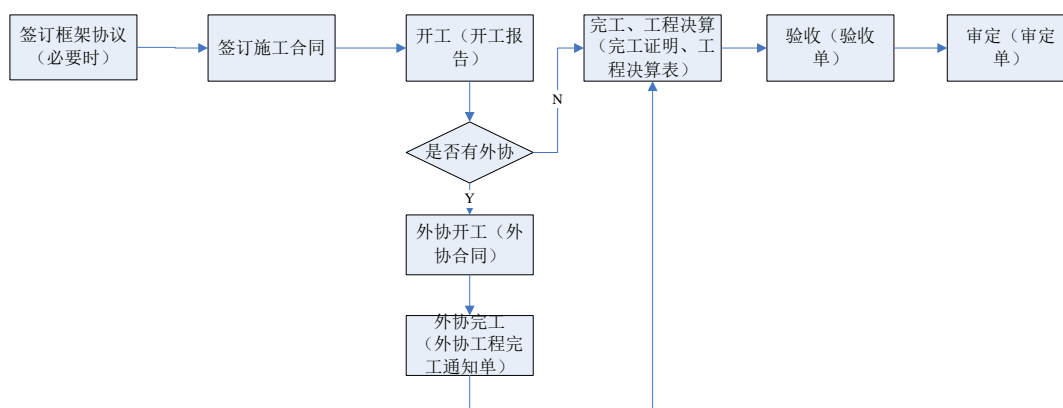 签订框架协议
（必要时）
签订施工合同
开工（开工报
告）
完工、工程决算
（完工证明、工
程决算表）
验收（验收
单）
审定（审定
单）
N
是否有外协
Y
外协开工（外
协合同）
外协完工
（外协工程完
工通知单）